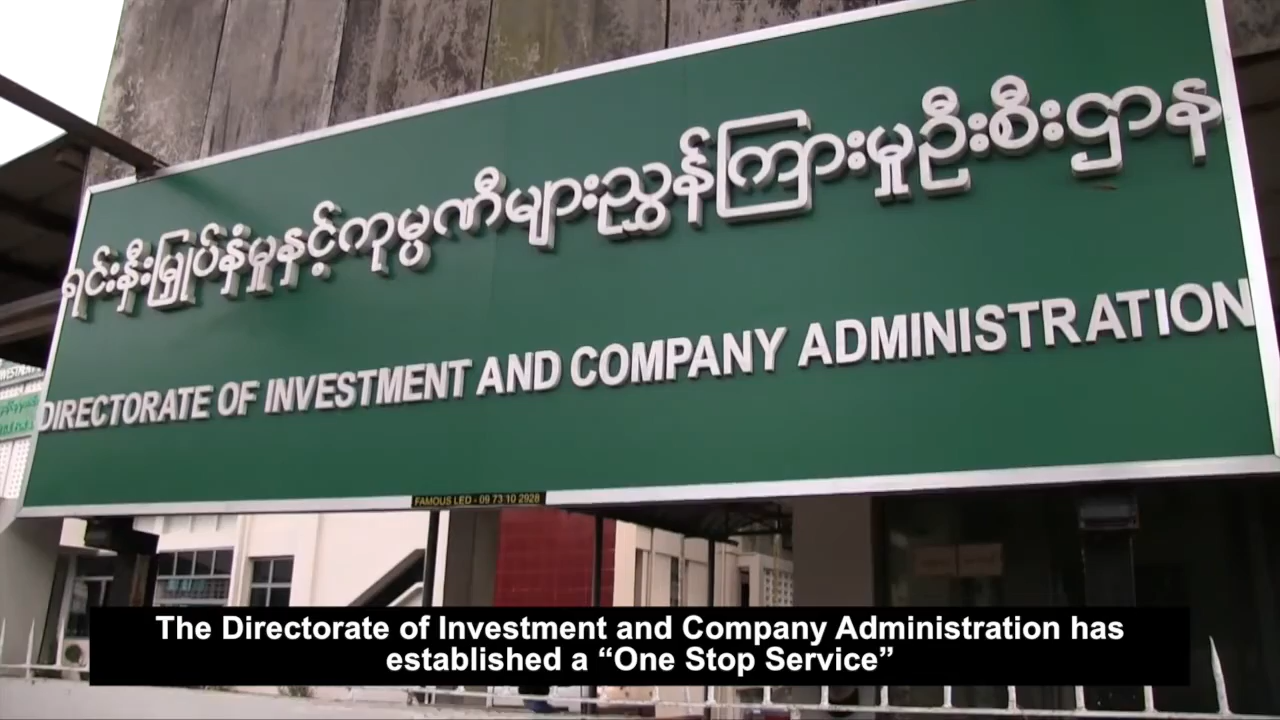 ရင်းနှီးမြှုပ်နှံမှုနှင့်ကုမ္ပဏီများညွှန်ကြားမှုဦးစီးဌာန
DIRECTORATE OF INVESTMENT AND COMPANY ADMINISTRATION
FAMOUS LED - 09 73 10 2928
The Directorate of Investment and Company Administration has
established a “One Stop Service”